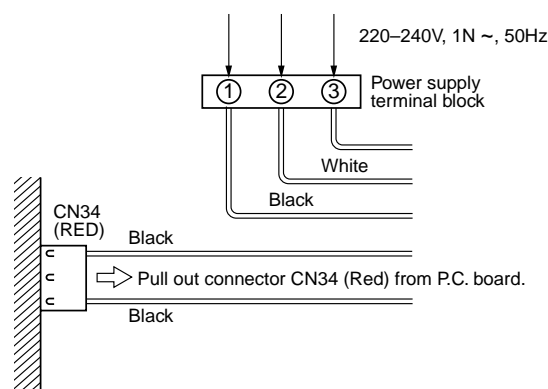 220–240V, 1N ~, 50Hz
1 2 3
Power supply
terminal block
White
Black
CN34
(RED)
Black
Pull out connector CN34 (Red) from P.C. board.
Black